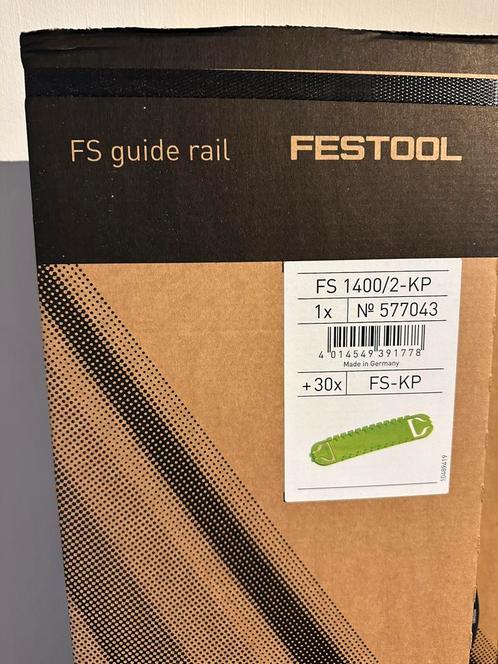 FS guide rail FESTOOL
FS 1400/2-KP
1x № 577043
4 014549 391778
Made in Germany
+30x FS-KP
10489419